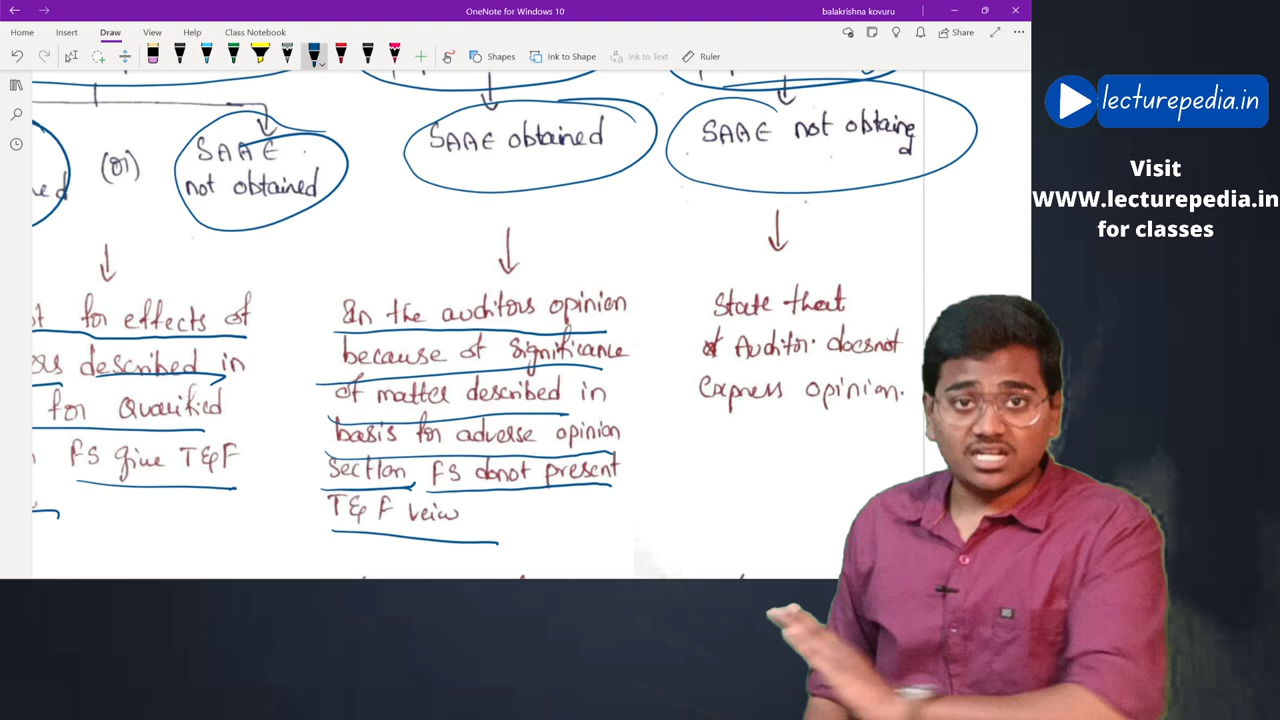 OneNote for Windows 10
balakrishna kovuru
Home
Insert
Draw
View
Help
Class Notebook
Share
Shapes
Ink to Shape
Ink to Text
Ruler
lecturepedia.in
Visit
WWW.lecturepedia.in
for classes
(or)
SAAE
not obtained
SAAE obtained
SAAE not obtained
for effects of
described in
for Qualified
FS give T&F
In the auditors opinion
because of Significance
of matter described in
basis for adverse opinion
Section, FS donot present
T&F veiw
State that
Auditor doesnot
Express opinion.